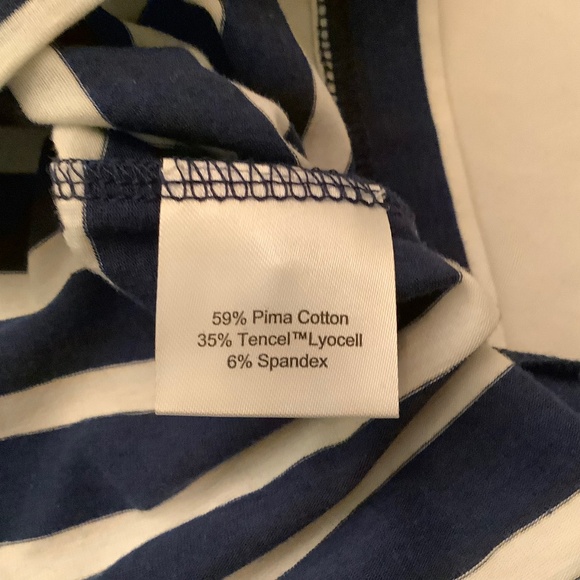 59% Pima Cotton
35% Tencel™Lyocell
6% Spandex